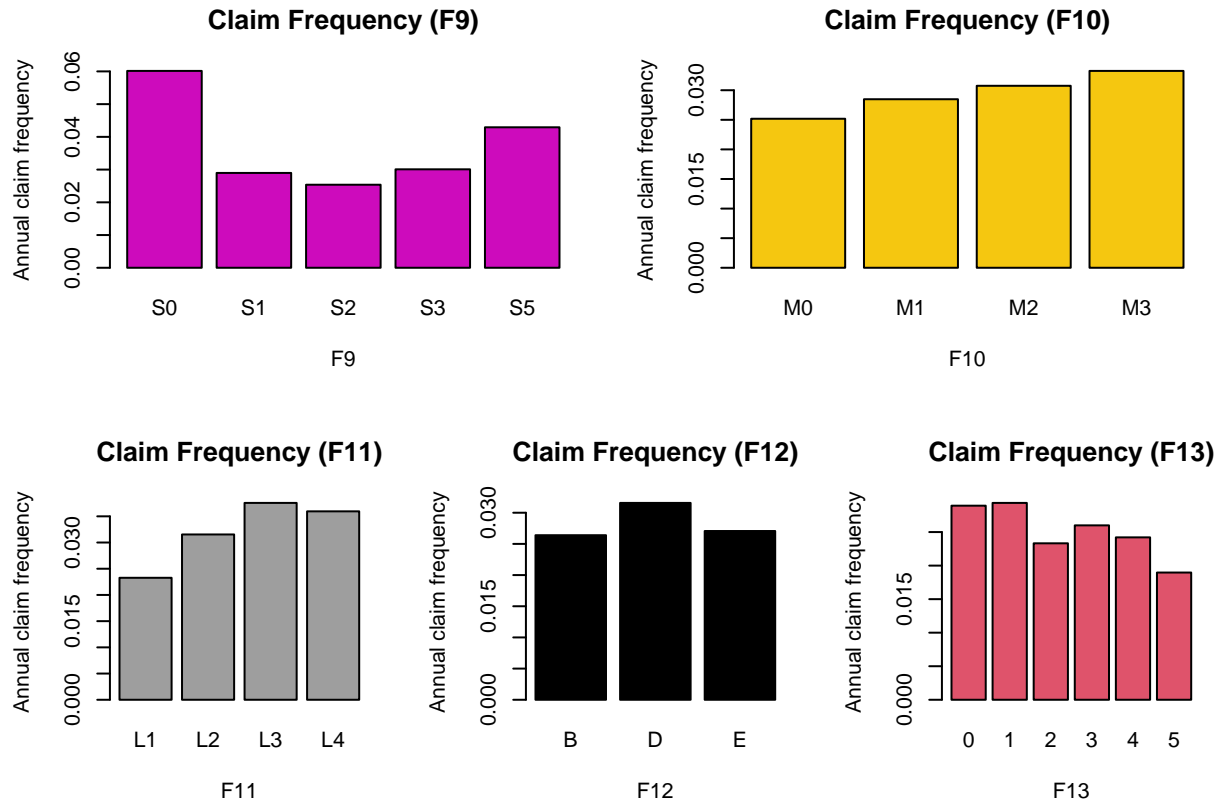 Claim Frequency (F9)
Annual claim frequency
0.00 0.02 0.04 0.06
S0 S1 S2 S3 S5
F9
Claim Frequency (F10)
Annual claim frequency
0.000 0.015 0.030
M0 M1 M2 M3
F10
Claim Frequency (F11)
Annual claim frequency
0.000 0.015 0.030
L1 L2 L3 L4
F11
Claim Frequency (F12)
Annual claim frequency
0.000 0.015 0.030
B D E
F12
Claim Frequency (F13)
Annual claim frequency
0.000 0.015
0 1 2 3 4 5
F13